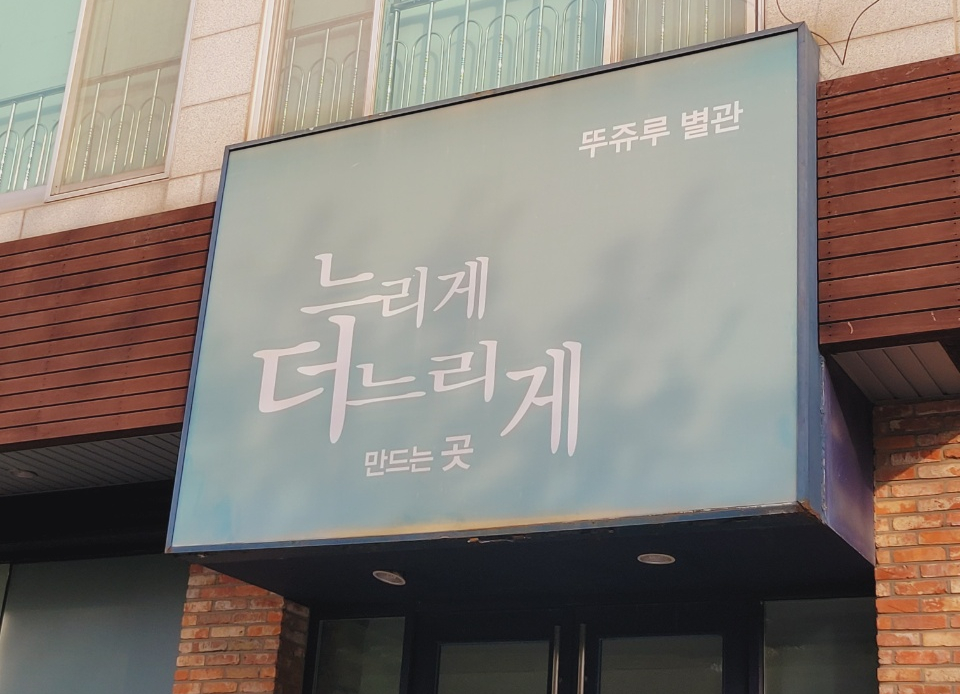 뚜쥬루 별관
느리게
더느리게
만드는 곳